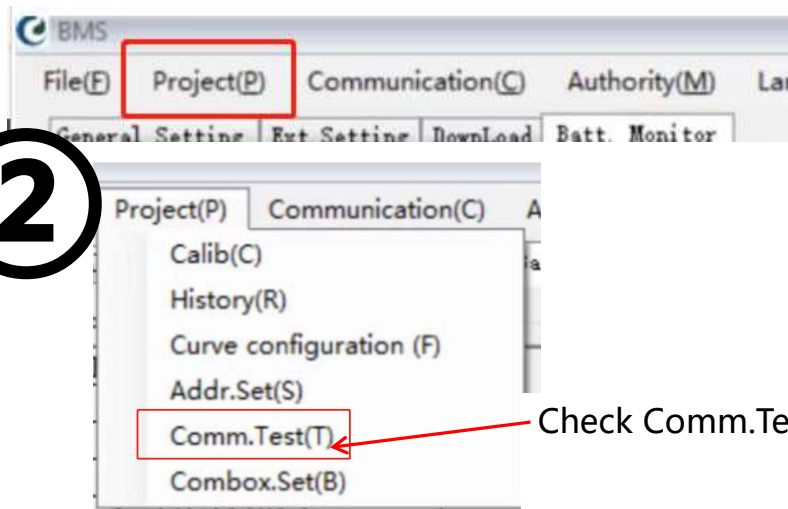 BMS
File(F) Project(P) Communication(C) Authority(M) Lan
General Setting Ext Setting DownLoad Batt. Monitor
2
Project(P) Communication(C) A
Calib(C)
History(R)
Curve configuration (F)
Addr.Set(S)
Comm.Test(T)
Check Comm.Te
Combox.Set(B)